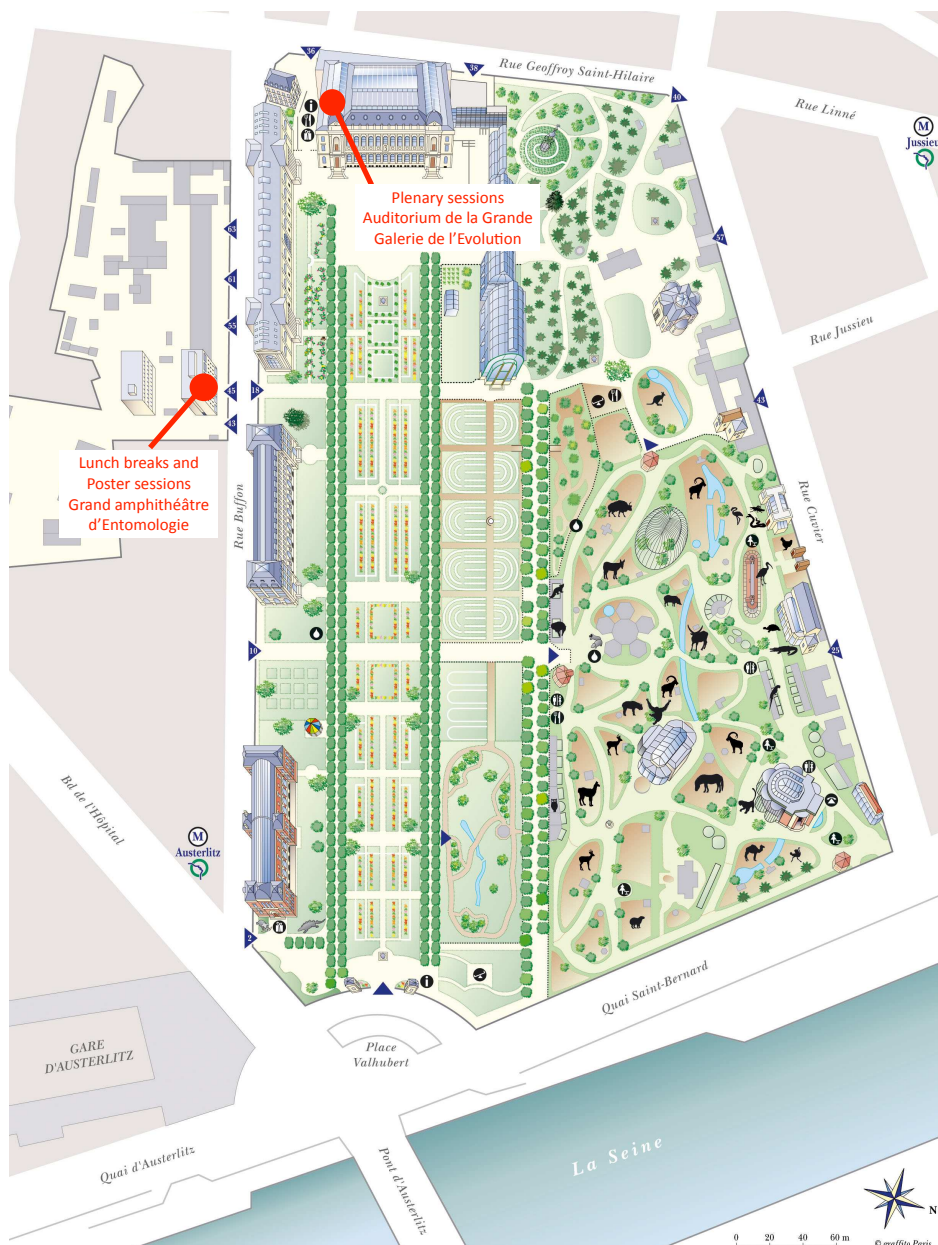 36
38
Rue Geoffroy Saint-Hilaire
40
Rue Linné
M
Jussieu
i
Plenary sessions
Auditorium de la Grande
Galerie de l'Evolution
63
57
61
55
Rue Jussieu
45
18
43
43
Lunch breaks and
Poster sessions
Grand amphithéâtre
d'Entomologie
Rue Buffon
Rue Cuvier
10
25
Bd de l'Hôpital
M
Austerlitz
2
i
Quai Saint-Bernard
GARE
D'AUSTERLITZ
Place
Valhubert
Quai d'Austerlitz
Pont d'Austerlitz
La Seine
N
0 20 40 60 m
© graffito Paris